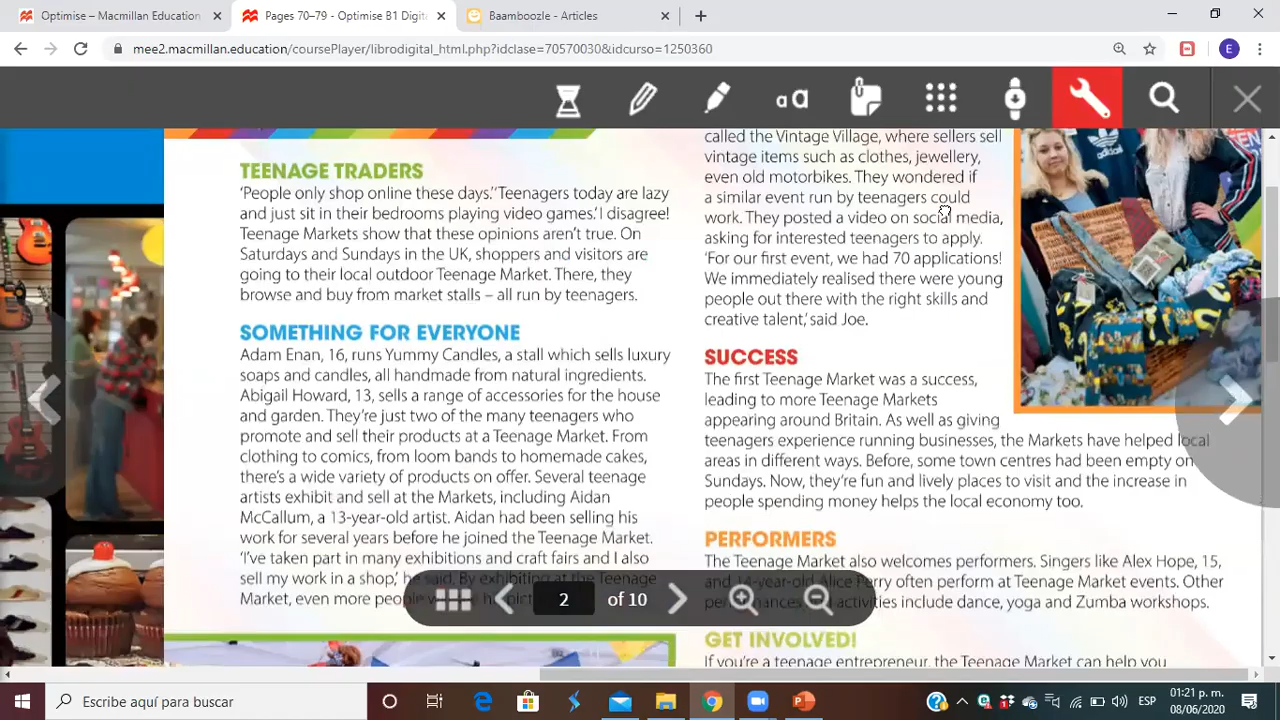 Optimise – Macmillan Education
Pages 70–79 - Optimise B1 Digit
Baamboozle - Articles
mee2.macmillan.education/coursePlayer/librodigital_html.php?idclase=70570030&idcurso=1250360
E
aa
TEENAGE TRADERS
‘People only shop online these days.’ ‘Teenagers today are lazy
and just sit in their bedrooms playing video games.’ I disagree!
Teenage Markets show that these opinions aren’t true. On
Saturdays and Sundays in the UK, shoppers and visitors are
going to their local outdoor Teenage Market. There, they
browse and buy from market stalls – all run by teenagers.
SOMETHING FOR EVERYONE
Adam Enan, 16, runs Yummy Candles, a stall which sells luxury
soaps and candles, all handmade from natural ingredients.
Abigail Howard, 13, sells a range of accessories for the house
and garden. They’re just two of the many teenagers who
promote and sell their products at a Teenage Market. From
clothing to comics, from loom bands to homemade cakes,
there’s a wide variety of products on offer. Several teenage
artists exhibit and sell at the Markets, including Aidan
McCallum, a 13-year-old artist. Aidan had been selling his
work for several years before he joined the Teenage Market.
‘I’ve taken part in many exhibitions and craft fairs and I also
sell my work in a shop,’ he said. By exhibiting at the Teenage
Market, even more people
called the Vintage Village, where sellers sell
vintage items such as clothes, jewellery,
even old motorbikes. They wondered if
a similar event run by teenagers could
work. They posted a video on social media,
asking for interested teenagers to apply.
‘For our first event, we had 70 applications!
We immediately realised there were young
people out there with the right skills and
creative talent,’ said Joe.
SUCCESS
The first Teenage Market was a success,
leading to more Teenage Markets
appearing around Britain. As well as giving
teenagers experience running businesses, the Markets have helped local
areas in different ways. Before, some town centres had been empty on
Sundays. Now, they’re fun and lively places to visit and the increase in
people spending money helps the local economy too.
PERFORMERS
The Teenage Market also welcomes performers. Singers like Alex Hope, 15,
and 14-year-old Alice Perry often perform at Teenage Market events. Other
performances and activities include dance, yoga and Zumba workshops.
GET INVOLVED!
If you’re a teenage entrepreneur, the Teenage Market can help you
adidas
2 of 10
Escribe aquí para buscar
ESP
01:21 p. m.
08/06/2020